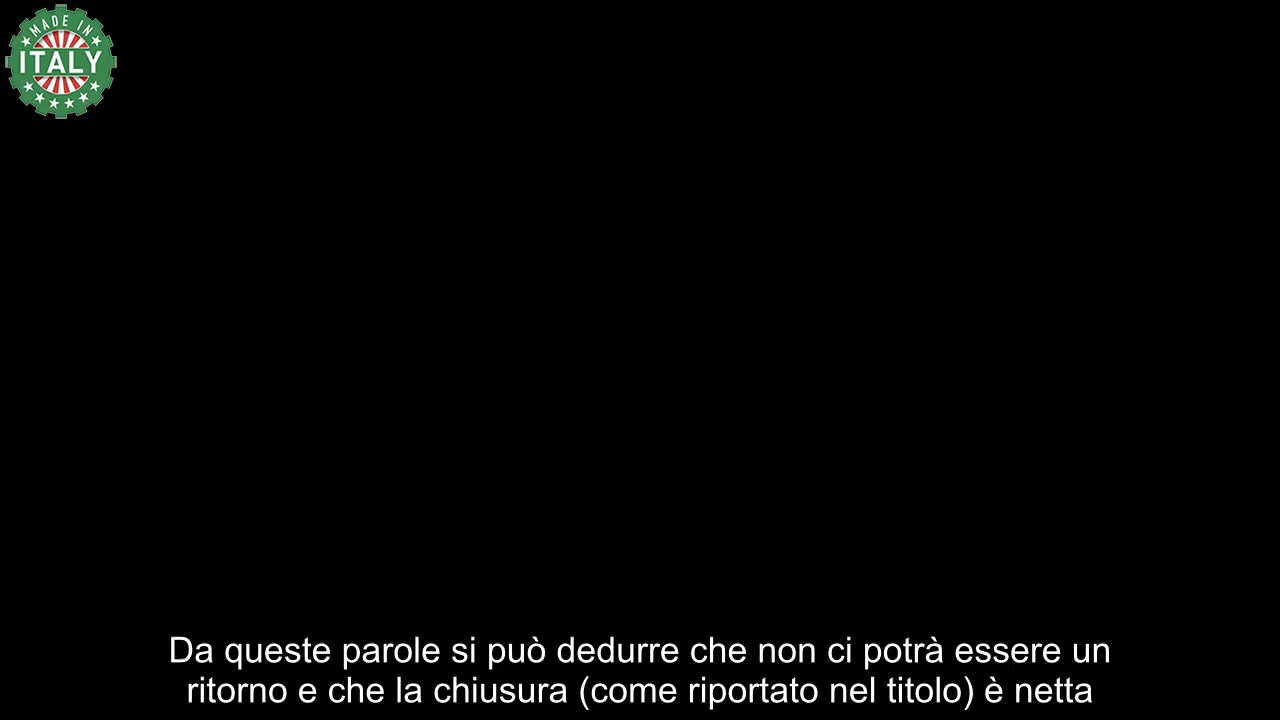 MADE IN
ITALY
Da queste parole si può dedurre che non ci potrà essere un
ritorno e che la chiusura (come riportato nel titolo) è netta